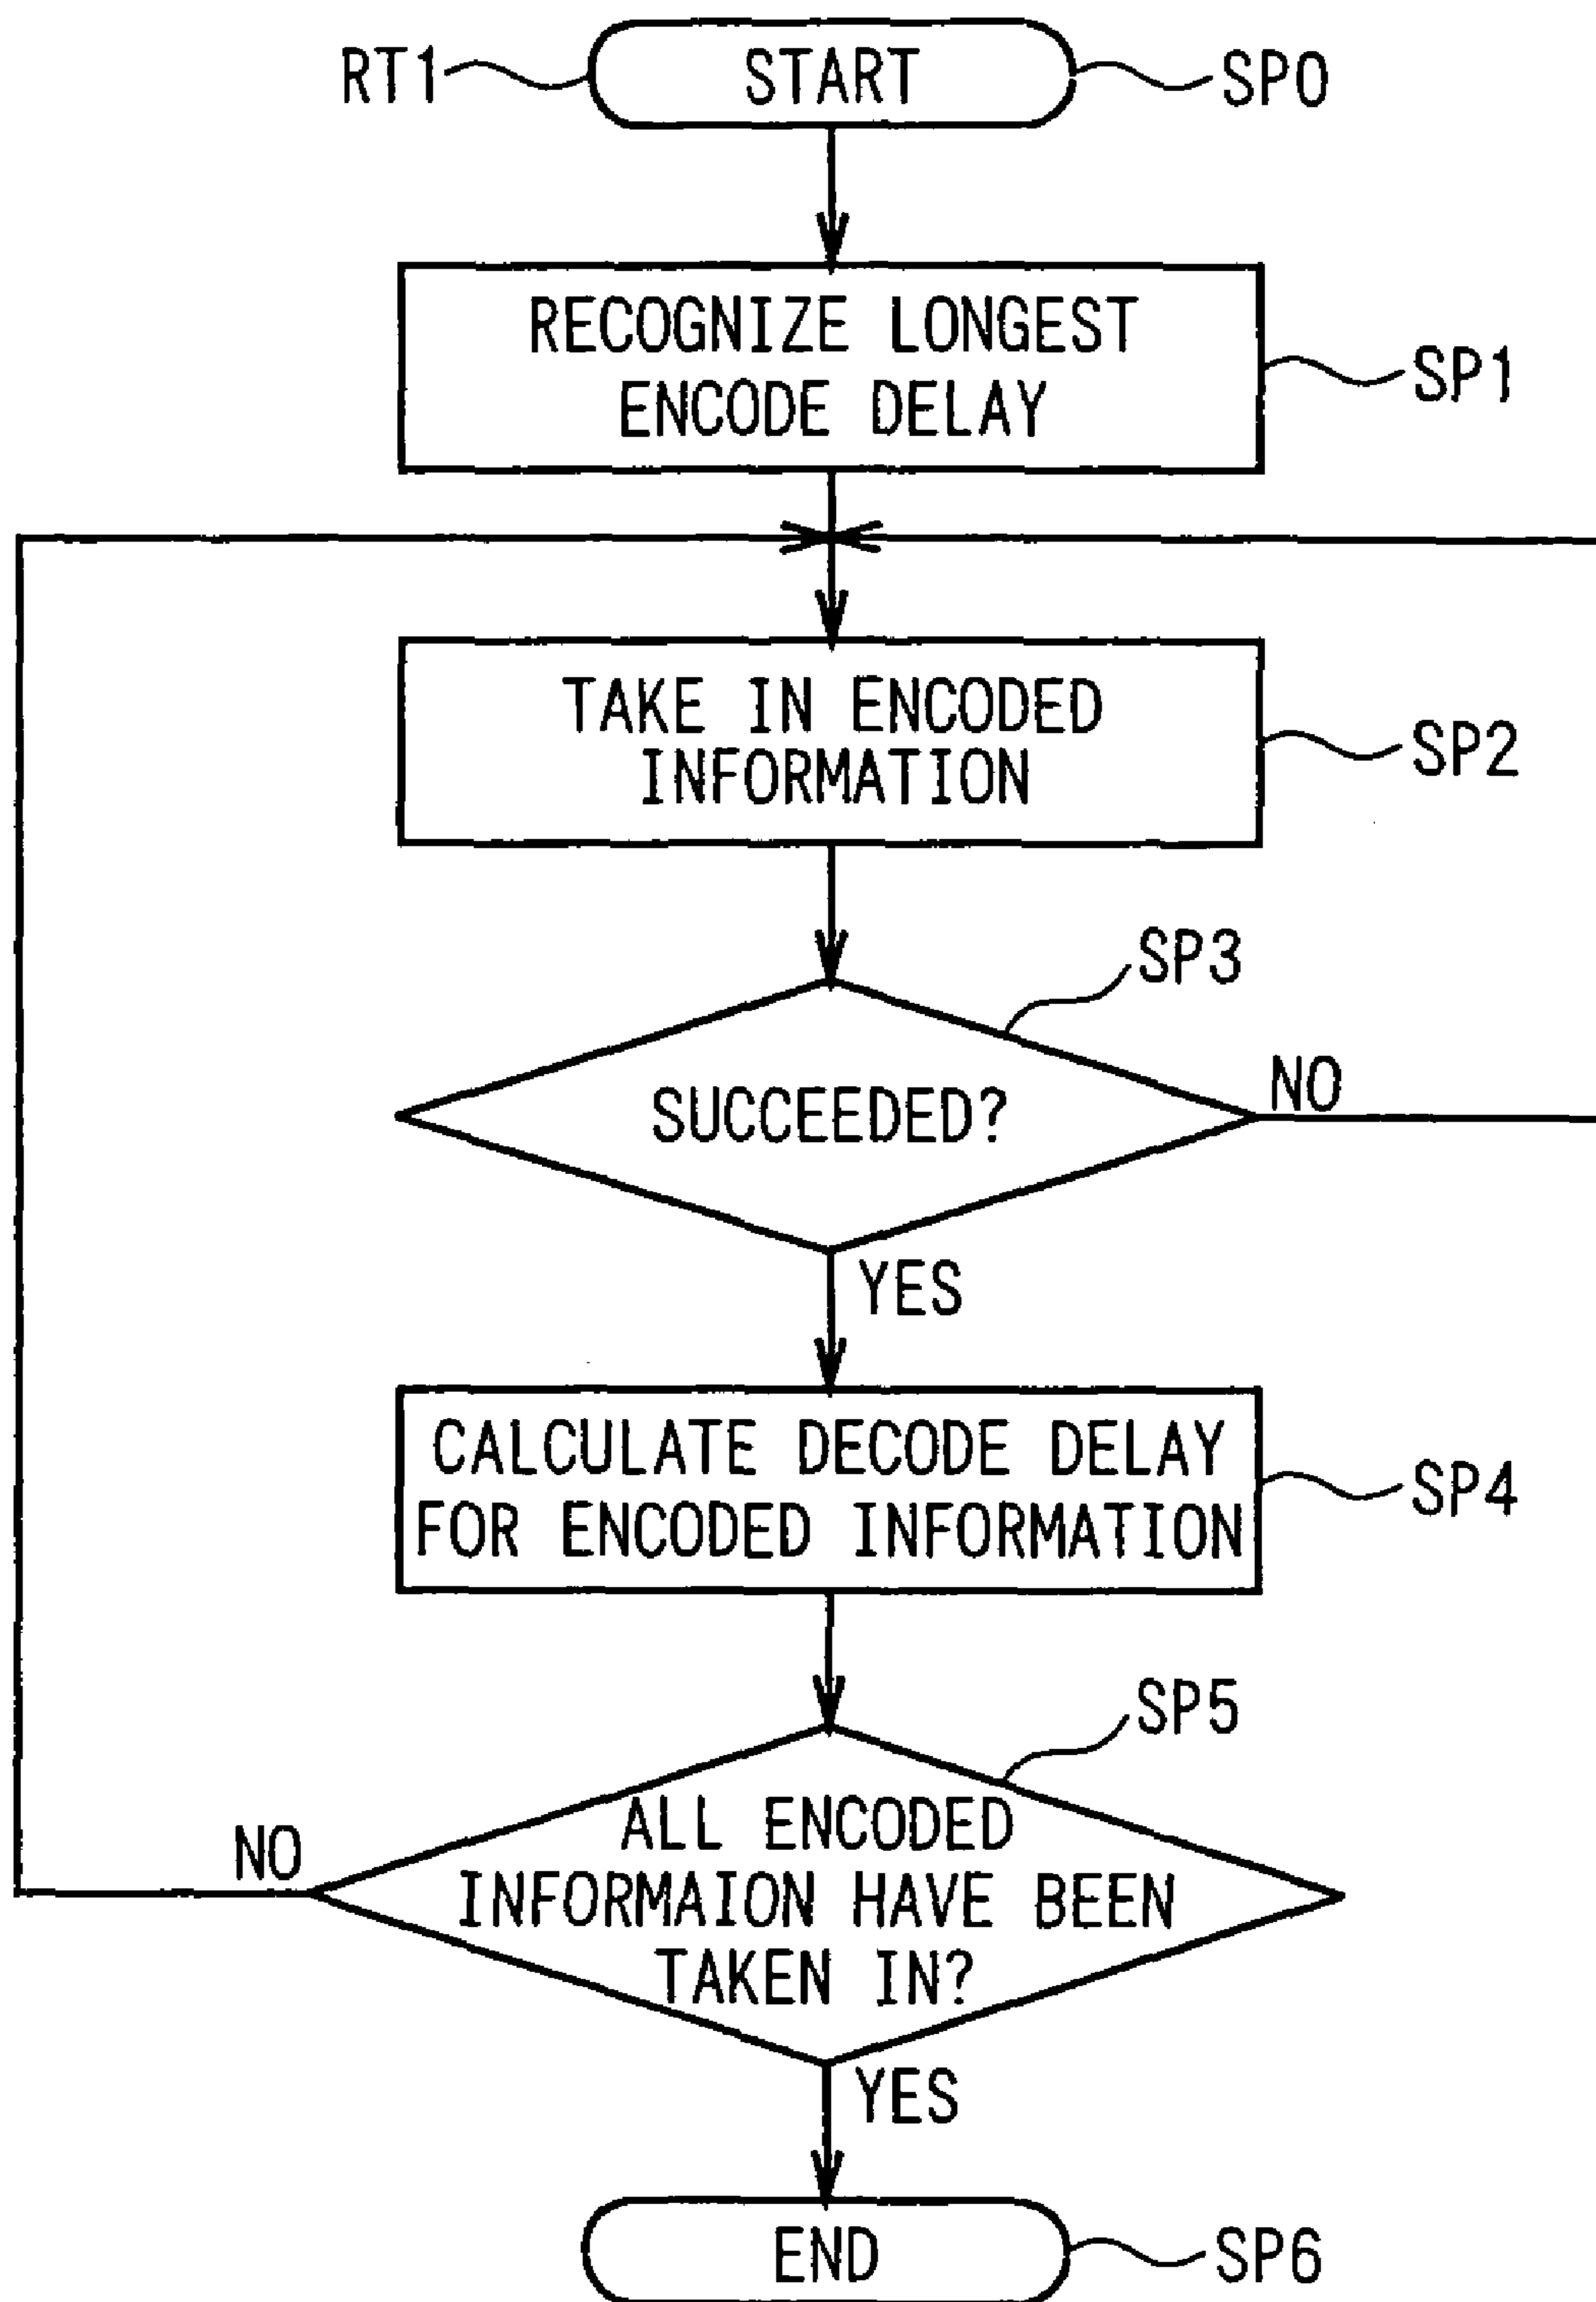 RT1
START
SP0
RECOGNIZE LONGEST
ENCODE DELAY
SP1
TAKE IN ENCODED
INFORMATION
SP2
SP3
SUCCEEDED?
NO
YES
CALCULATE DECODE DELAY
FOR ENCODED INFORMATION
SP4
SP5
ALL ENCODED
INFORMAION HAVE BEEN
TAKEN IN?
NO
YES
END
SP6